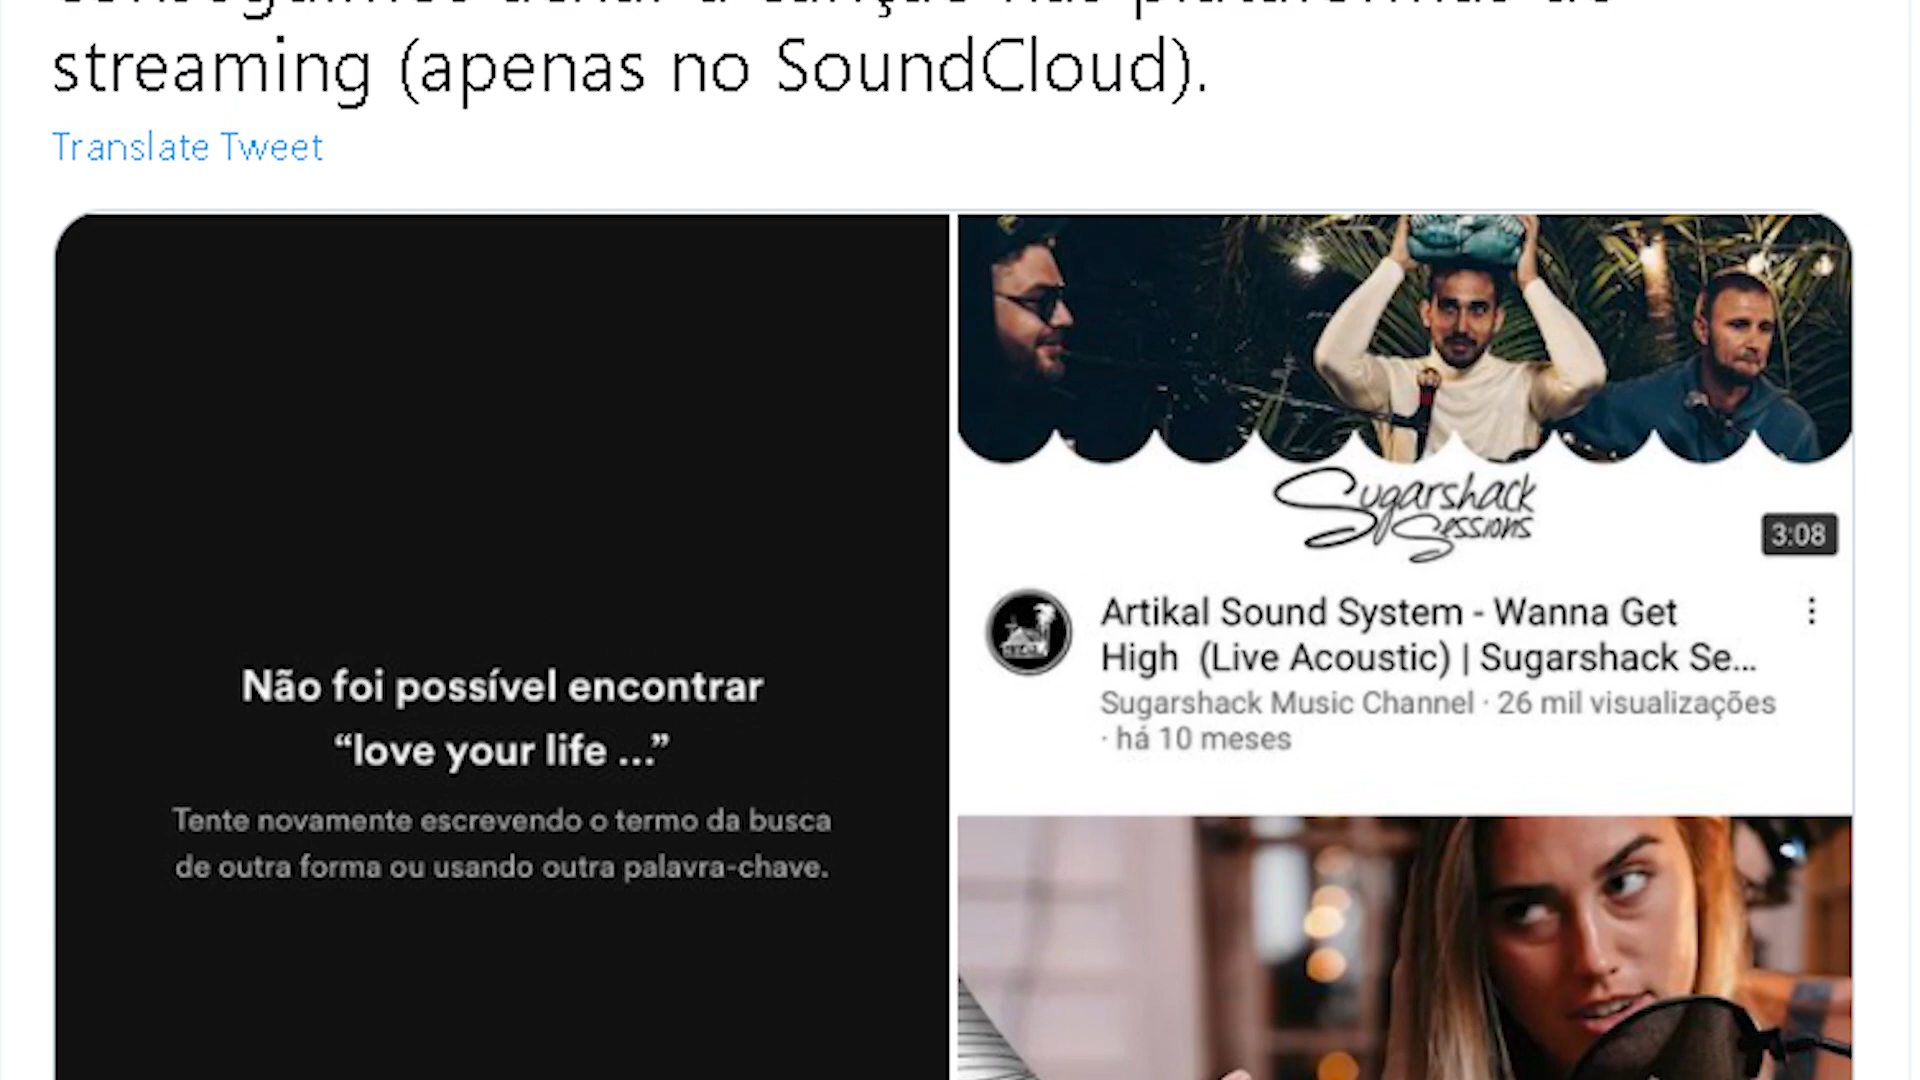 streaming (apenas no SoundCloud).
Translate Tweet
Não foi possível encontrar
“love your life ...”
Tente novamente escrevendo o termo da busca
de outra forma ou usando outra palavra-chave.
Sugarshack
Sessions
3:08
Artikal Sound System - Wanna Get
High (Live Acoustic) | Sugarshack Se...
Sugarshack Music Channel · 26 mil visualizações
· há 10 meses